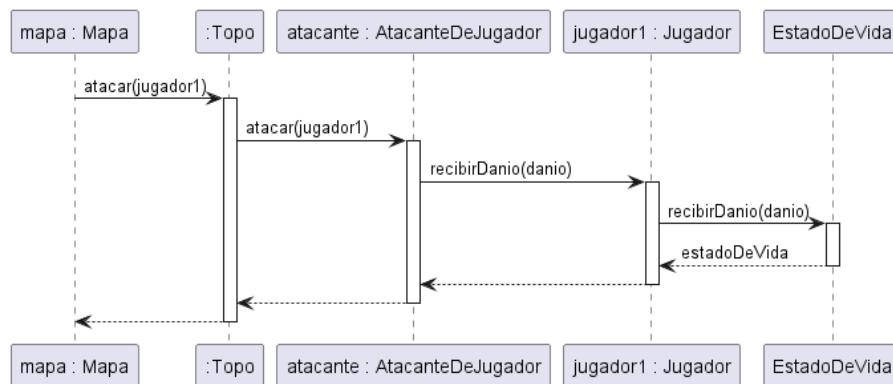 mapa : Mapa
:Topo
atacante : AtacanteDeJugador
jugador1 : Jugador
EstadoDeVida
atacar(jugador1)
atacar(jugador1)
recibirDanio(danio)
recibirDanio(danio)
estadoDeVida
mapa : Mapa
:Topo
atacante : AtacanteDeJugador
jugador1 : Jugador
EstadoDeVida